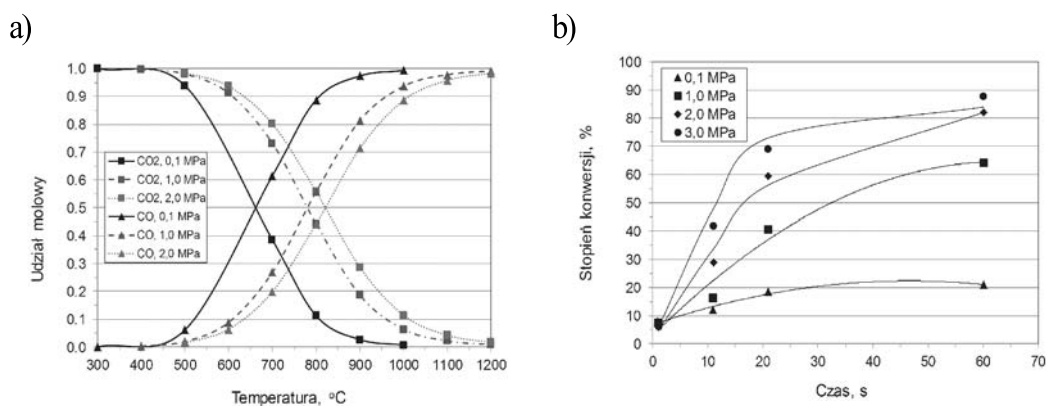 a)
Udział molowy
1.0
0.9
0.8
0.7
0.6
0.5
0.4
0.3
0.2
0.1
0.0
CO2, 0,1 MPa
CO2, 1,0 MPa
CO2, 2,0 MPa
CO, 0,1 MPa
CO, 1,0 MPa
CO, 2,0 MPa
300 400 500 600 700 800 900 1000 1100 1200
Temperatura, °C
b)
Stopień konwersji, %
100
90
80
70
60
50
40
30
20
10
0
0,1 MPa
1,0 MPa
2,0 MPa
3,0 MPa
0 10 20 30 40 50 60 70
Czas, s